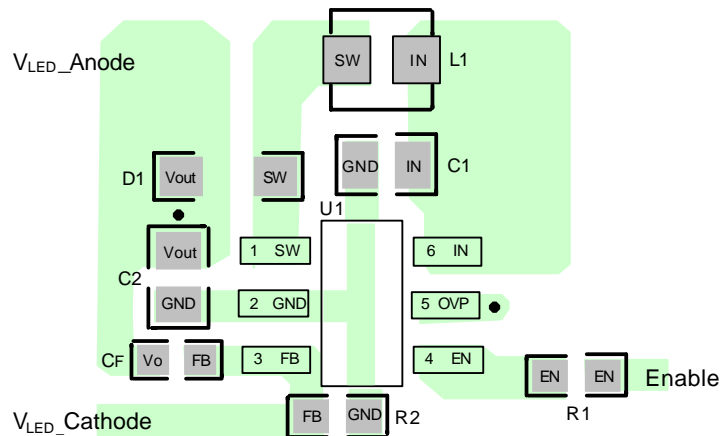 SW IN L1
VLED_Anode
GND IN C1
D1 Vout SW
U1
Vout 1 SW 6 IN
C2
GND 2 GND 5 OVP
CF Vo FB 3 FB 4 EN
EN EN Enable
VLED_Cathode FB GND R2 R1